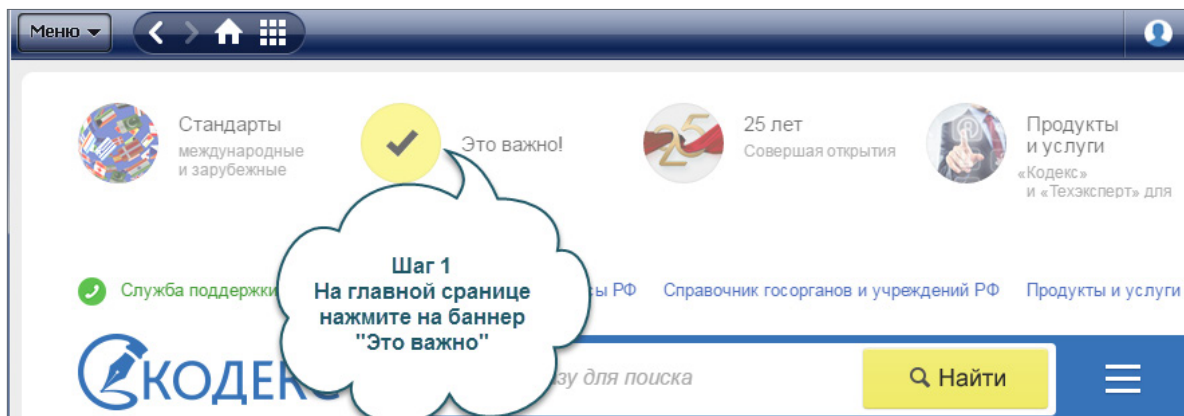 Меню
Стандарты
международные
и зарубежные
Это важно!
25 лет
Совершая открытия
Продукты
и услуги
«Кодекс»
и «Техэксперт» для
Шаг 1
На главной сранице
нажмите на баннер
"Это важно"
Служба поддержки
РФ Справочник госорганов и учреждений РФ Продукты и услуги
КОДЕКС
для поиска
Найти